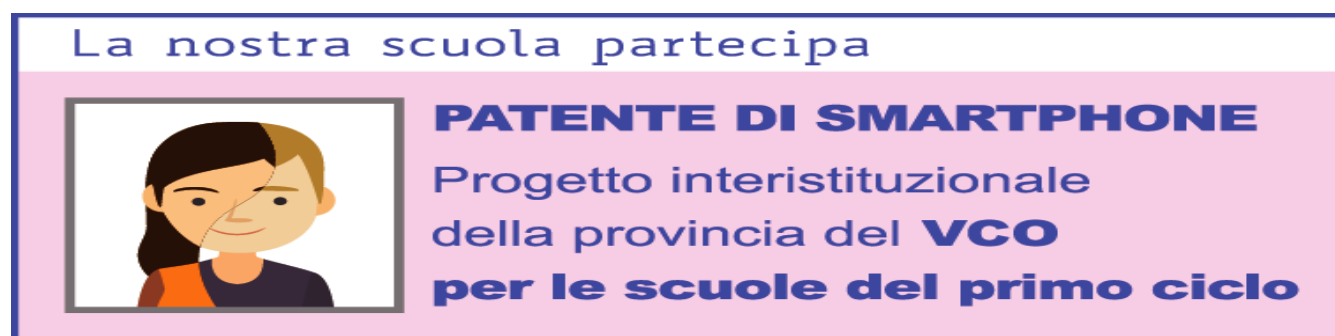 La nostra scuola partecipa
PATENTE DI SMARTPHONE
Progetto interistituzionale
della provincia del VCO
per le scuole del primo ciclo